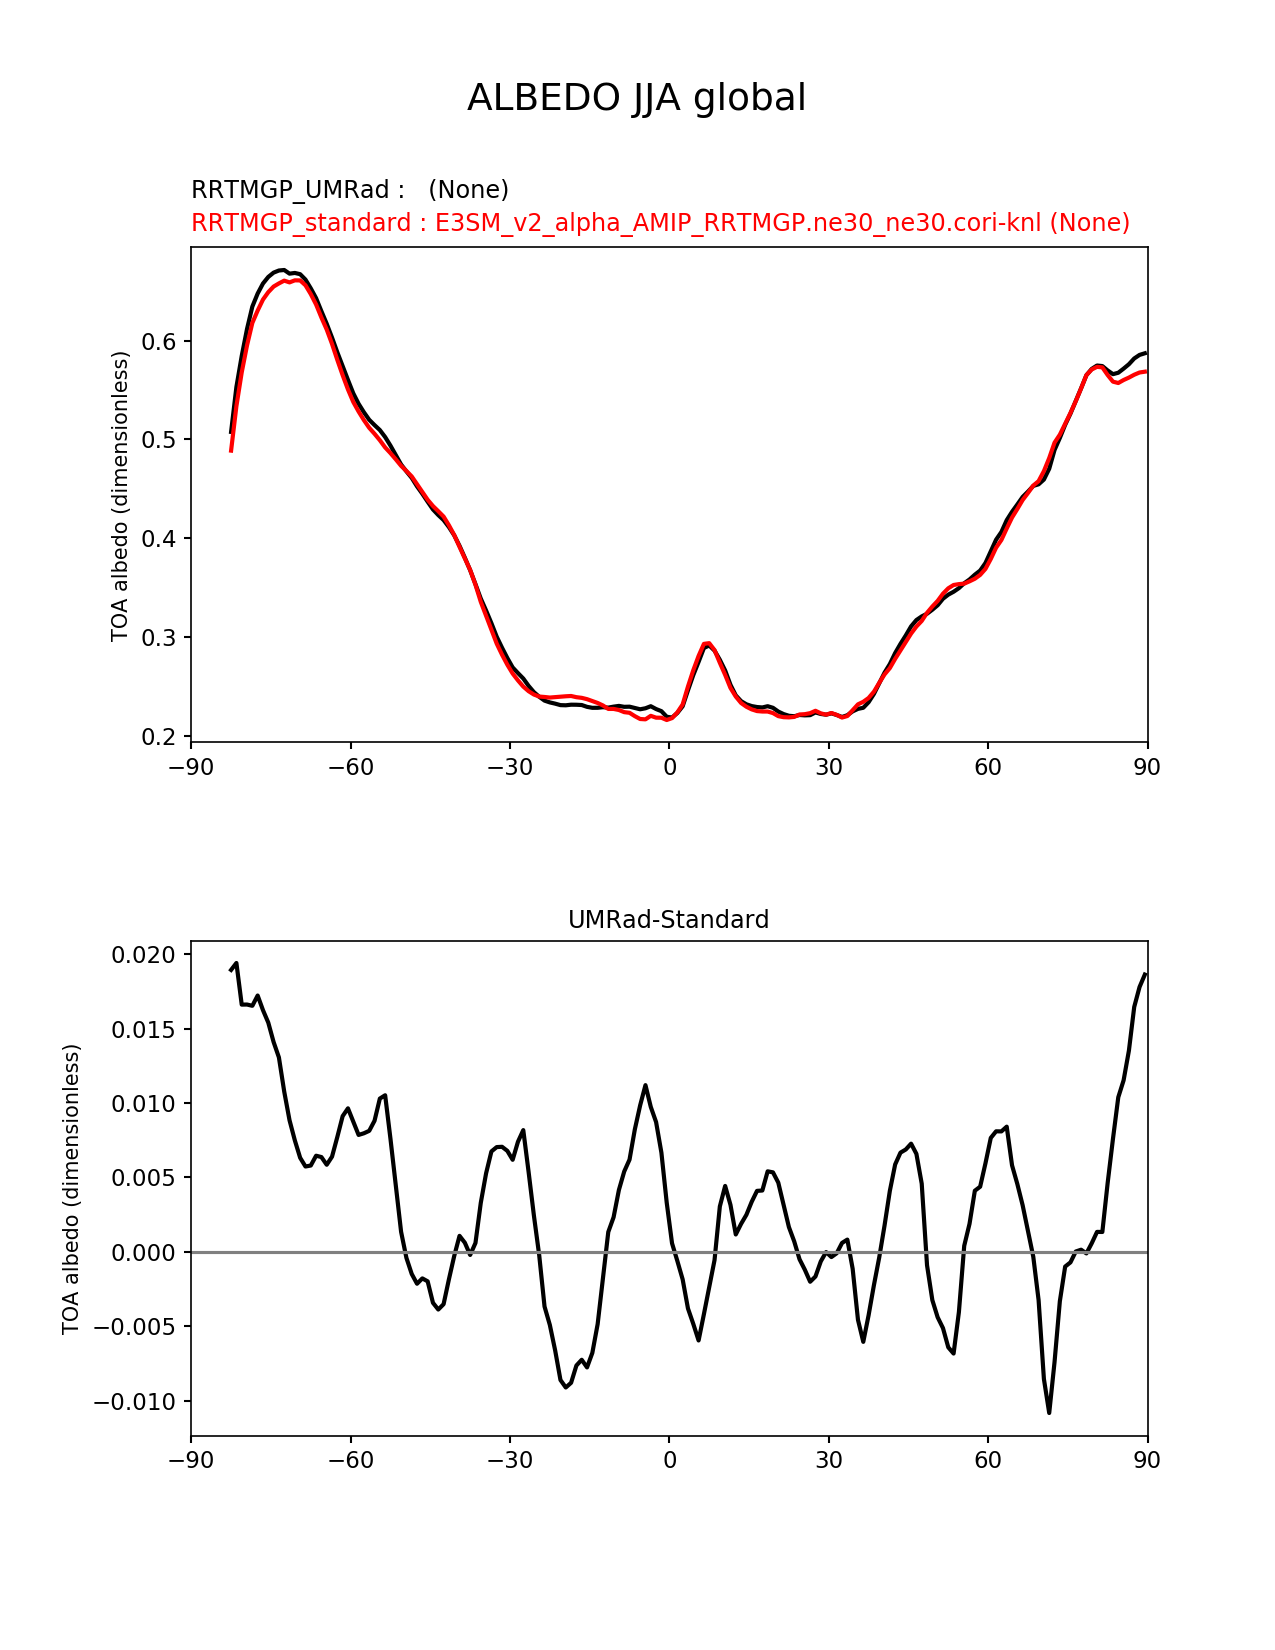 ALBEDO JJA global
RRTMGP_UMRad :   (None)
RRTMGP_standard : E3SM_v2_alpha_AMIP_RRTMGP.ne30_ne30.cori-knl (None)
TOA albedo (dimensionless)
0.6
0.5
0.4
0.3
0.2
−90 −60 −30 0 30 60 90
UMRad-Standard
TOA albedo (dimensionless)
0.020
0.015
0.010
0.005
0.000
−0.005
−0.010
−90 −60 −30 0 30 60 90